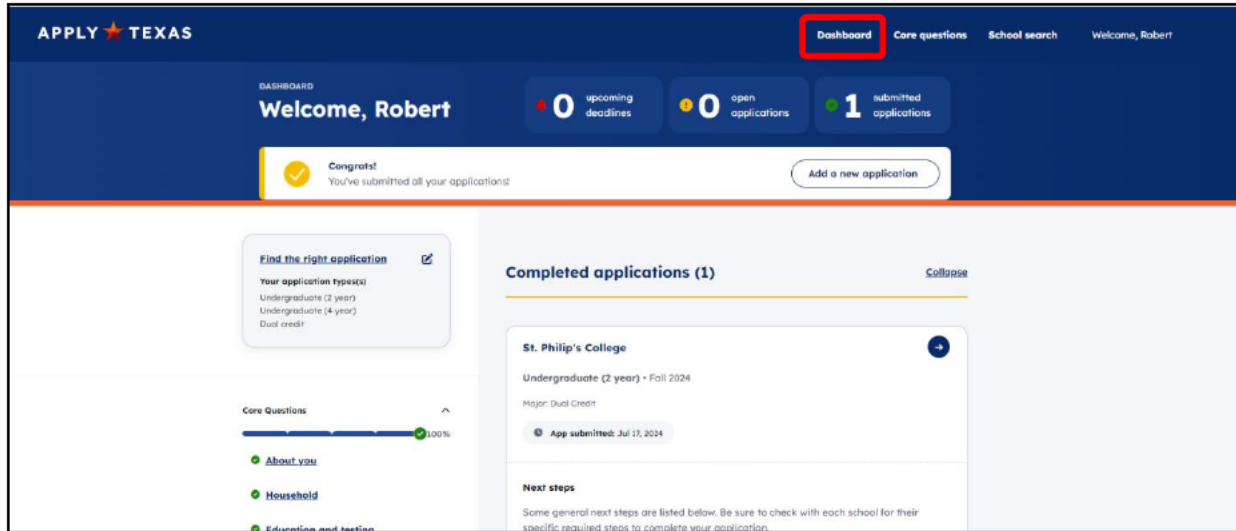 APPLY TEXAS
Dashboard Core questions School search Welcome, Robert
DASHBOARD
Welcome, Robert
0 upcoming deadlines
0 open applications
1 submitted applications
Congrats!
You've submitted all your applications!
Add a new application
Find the right application
Your application types(s)
Undergraduate (2 year)
Undergraduate (4 year)
Dual credit
Core Questions
100%
About you
Household
Education and testing
Completed applications (1)
Collapse
St. Philip's College
Undergraduate (2 year) • Fall 2024
Major: Dual Credit
App submitted: Jul 17, 2024
Next steps
Some general next steps are listed below. Be sure to check with each school for their
specific required steps to complete your application.